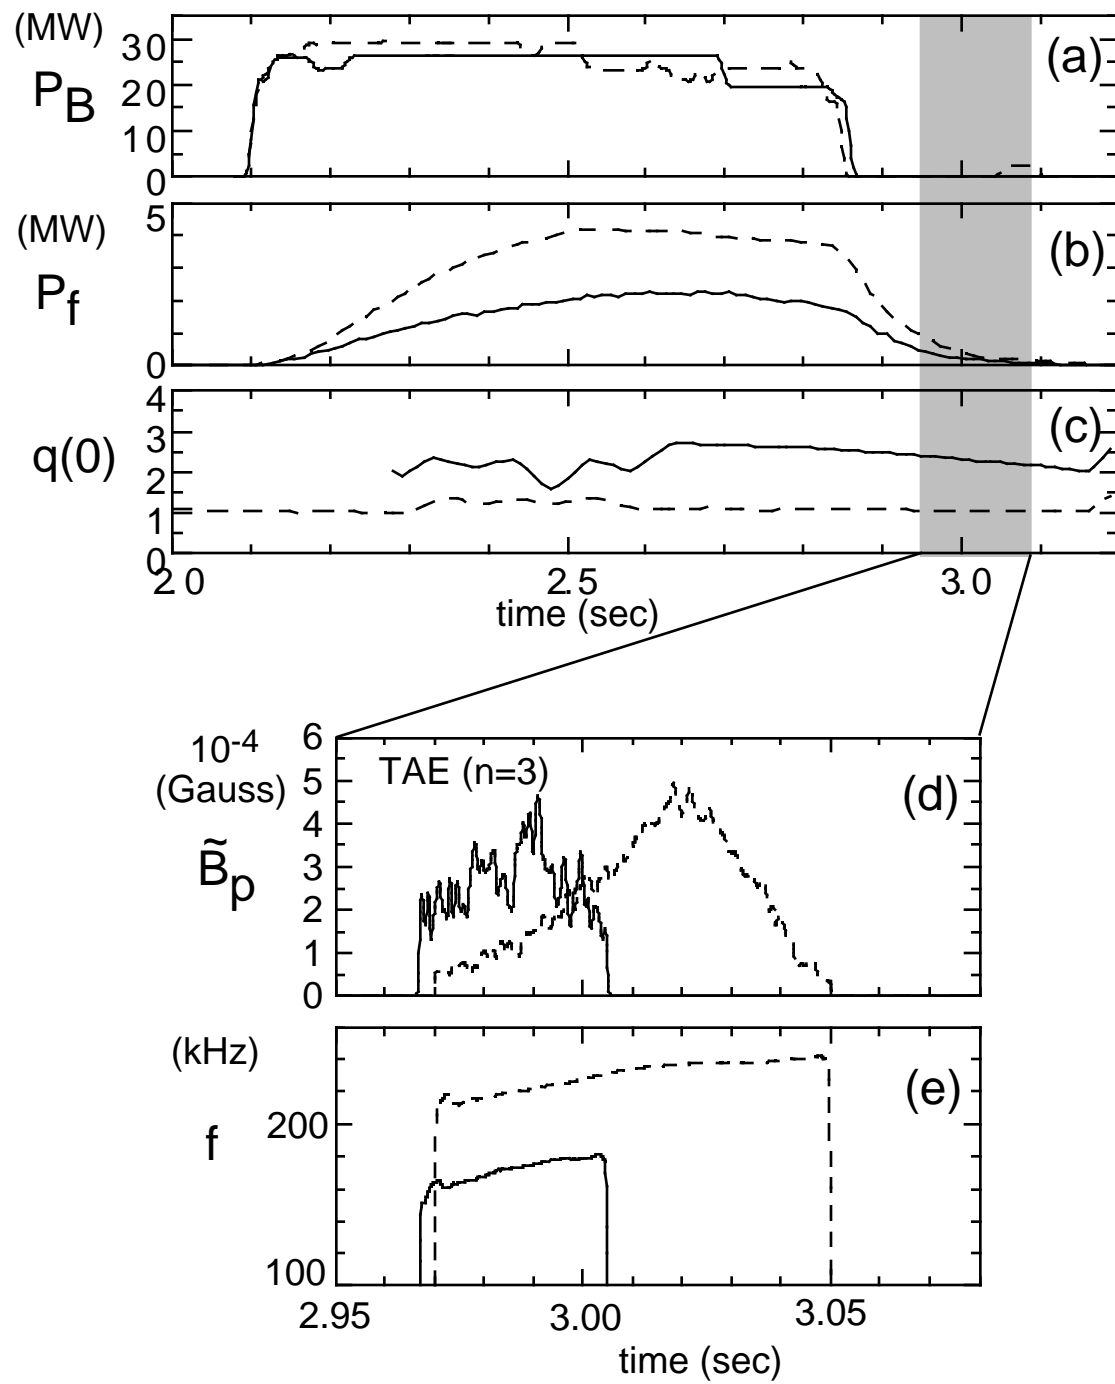 (MW)
P_B
30
20
10
0
(a)
(MW)
P_f
5
0
(b)
q(0)
4
3
2
1
0
(c)
2.0 2.5 3.0
time (sec)
10^-4
(Gauss)
B̃_p
6
5
4
3
2
1
0
TAE (n=3)
(d)
(kHz)
f
200
100
(e)
2.95 3.00 3.05
time (sec)